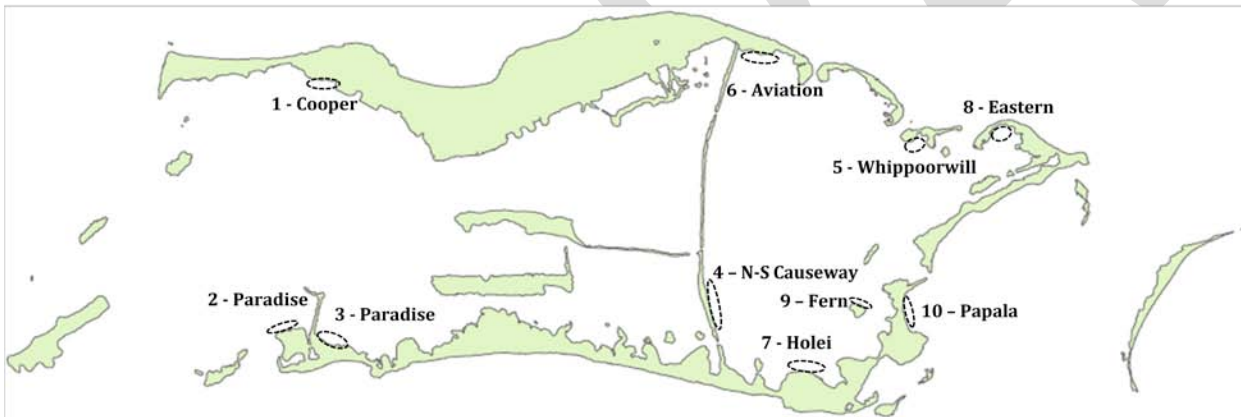 1 - Cooper
6 - Aviation
8 - Eastern
5 - Whippoorwill
4 – N-S Causeway
2 - Paradise
3 - Paradise
9 – Fern
10 – Papala
7 - Holei